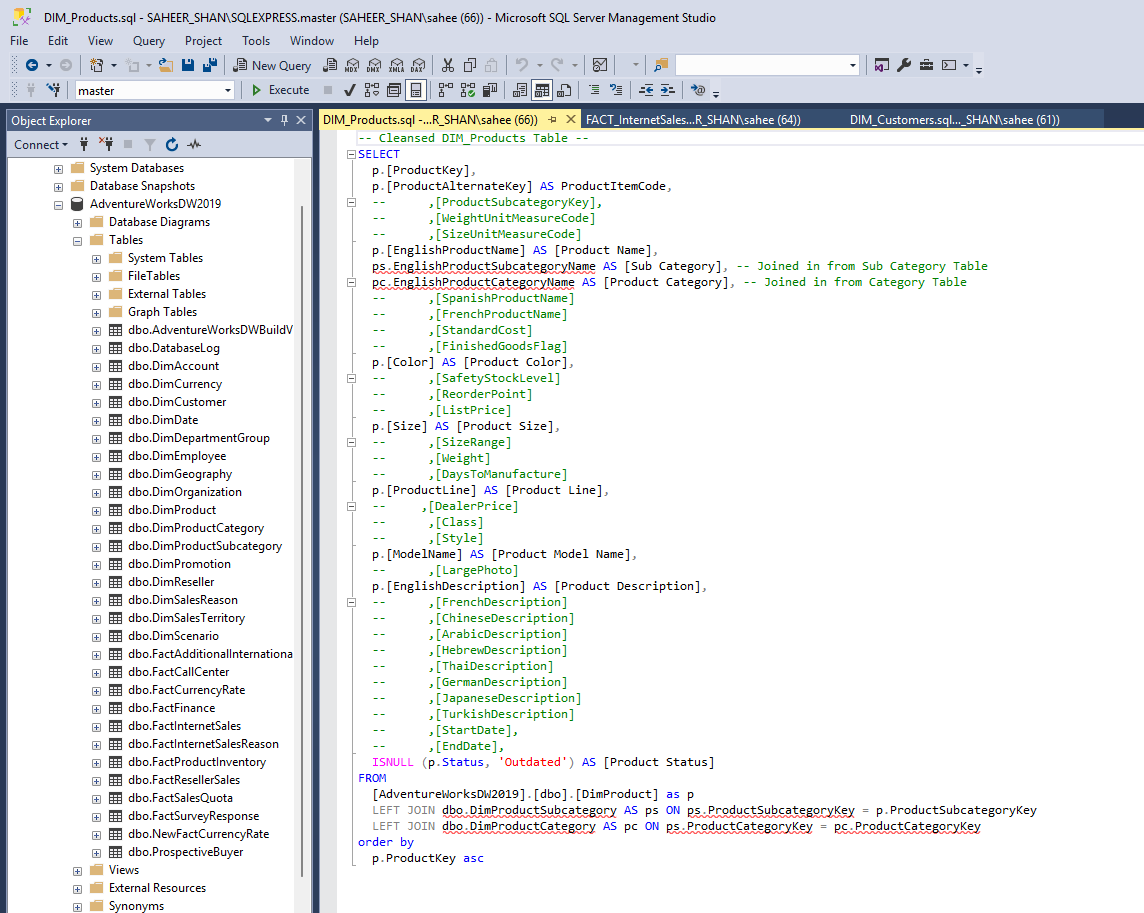 DIM_Products.sql - SAHEER_SHAN\SQLEXPRESS.master (SAHEER_SHAN\sahee (66)) - Microsoft SQL Server Management Studio
File Edit View Query Project Tools Window Help
New Query MDX DMX XMLA DAX
master Execute
Object Explorer
Connect
System Databases
Database Snapshots
AdventureWorksDW2019
Database Diagrams
Tables
System Tables
FileTables
External Tables
Graph Tables
dbo.AdventureWorksDWBuildV
dbo.DatabaseLog
dbo.DimAccount
dbo.DimCurrency
dbo.DimCustomer
dbo.DimDate
dbo.DimDepartmentGroup
dbo.DimEmployee
dbo.DimGeography
dbo.DimOrganization
dbo.DimProduct
dbo.DimProductCategory
dbo.DimProductSubcategory
dbo.DimPromotion
dbo.DimReseller
dbo.DimSalesReason
dbo.DimSalesTerritory
dbo.DimScenario
dbo.FactAdditionalInternationa
dbo.FactCallCenter
dbo.FactCurrencyRate
dbo.FactFinance
dbo.FactInternetSales
dbo.FactInternetSalesReason
dbo.FactProductInventory
dbo.FactResellerSales
dbo.FactSalesQuota
dbo.FactSurveyResponse
dbo.NewFactCurrencyRate
dbo.ProspectiveBuyer
Views
External Resources
Synonyms
DIM_Products.sql -...R_SHAN\sahee (66)) FACT_InternetSales...R_SHAN\sahee (64)) DIM_Customers.sql..._SHAN\sahee (61))
-- Cleansed DIM_Products Table --
SELECT
p.[ProductKey],
p.[ProductAlternateKey] AS ProductItemCode,
-- ,[ProductSubcategoryKey],
-- ,[WeightUnitMeasureCode]
-- ,[SizeUnitMeasureCode]
p.[EnglishProductName] AS [Product Name],
ps.EnglishProductSubcategoryName AS [Sub Category], -- Joined in from Sub Category Table
pc.EnglishProductCategoryName AS [Product Category], -- Joined in from Category Table
-- ,[SpanishProductName]
-- ,[FrenchProductName]
-- ,[StandardCost]
-- ,[FinishedGoodsFlag]
p.[Color] AS [Product Color],
-- ,[SafetyStockLevel]
-- ,[ReorderPoint]
-- ,[ListPrice]
p.[Size] AS [Product Size],
-- ,[SizeRange]
-- ,[Weight]
-- ,[DaysToManufacture]
p.[ProductLine] AS [Product Line],
-- ,[DealerPrice]
-- ,[Class]
-- ,[Style]
p.[ModelName] AS [Product Model Name],
-- ,[LargePhoto]
p.[EnglishDescription] AS [Product Description],
-- ,[FrenchDescription]
-- ,[ChineseDescription]
-- ,[ArabicDescription]
-- ,[HebrewDescription]
-- ,[ThaiDescription]
-- ,[GermanDescription]
-- ,[JapaneseDescription]
-- ,[TurkishDescription]
-- ,[StartDate],
-- ,[EndDate],
ISNULL (p.Status, 'Outdated') AS [Product Status]
FROM
[AdventureWorksDW2019].[dbo].[DimProduct] as p
LEFT JOIN dbo.DimProductSubcategory AS ps ON ps.ProductSubcategoryKey = p.ProductSubcategoryKey
LEFT JOIN dbo.DimProductCategory AS pc ON ps.ProductCategoryKey = pc.ProductCategoryKey
order by
p.ProductKey asc